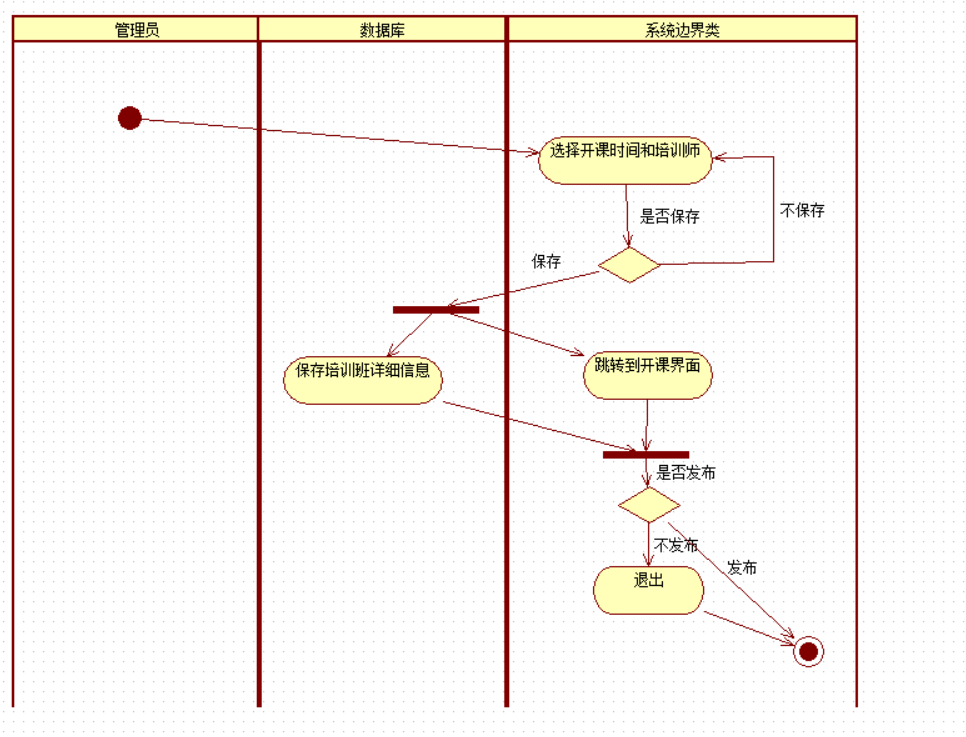 管理员
数据库
系统边界类
选择开课时间和培训师
是否保存
不保存
保存
保存培训班详细信息
跳转到开课界面
是否发布
不发布
发布
退出